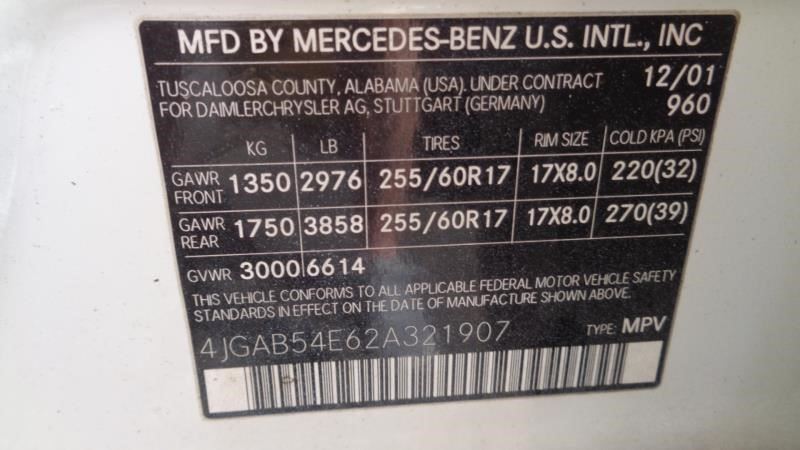 MFD BY MERCEDES-BENZ U.S. INTL., INC
TUSCALOOSA COUNTY, ALABAMA (USA). UNDER CONTRACT 12/01
FOR DAIMLERCHRYSLER AG, STUTTGART (GERMANY) 960
KG LB TIRES RIM SIZE COLD KPA (PSI)
GAWR FRONT 1350 2976 255/60R17 17X8.0 220(32)
GAWR REAR 1750 3858 255/60R17 17X8.0 270(39)
GVWR 3000 6614
THIS VEHICLE CONFORMS TO ALL APPLICABLE FEDERAL MOTOR VEHICLE SAFETY
STANDARDS IN EFFECT ON THE DATE OF MANUFACTURE SHOWN ABOVE.
4JGAB54E62A321907 TYPE: MPV